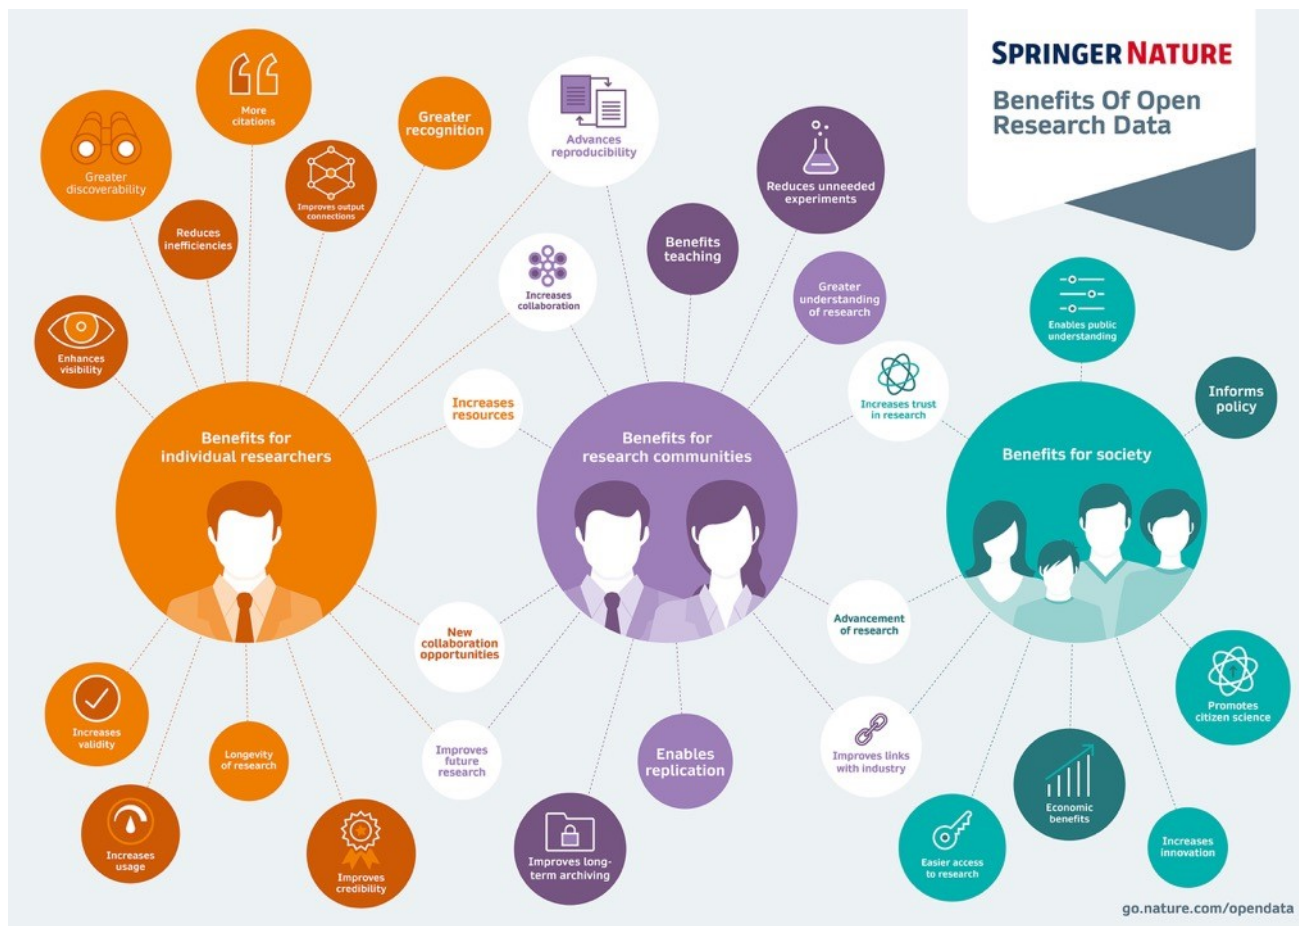 SPRINGER NATURE
Benefits Of Open
Research Data
More
citations
Greater
recognition
Advances
reproducibility
Greater
discoverability
Improves output
connections
Reduces unneeded
experiments
Reduces
inefficiencies
Benefits
teaching
Increases
collaboration
Greater
understanding
of research
Enables public
understanding
Enhances
visibility
Increases
resources
Increases trust
in research
Informs
policy
Benefits for
individual researchers
Benefits for
research communities
Benefits for society
New
collaboration
opportunities
Advancement
of research
Increases
validity
Longevity
of research
Improves
future
research
Enables
replication
Improves links
with industry
Promotes
citizen science
Increases
usage
Improves
credibility
Improves long-
term archiving
Easier access
to research
Economic
benefits
Increases
innovation
go.nature.com/opendata